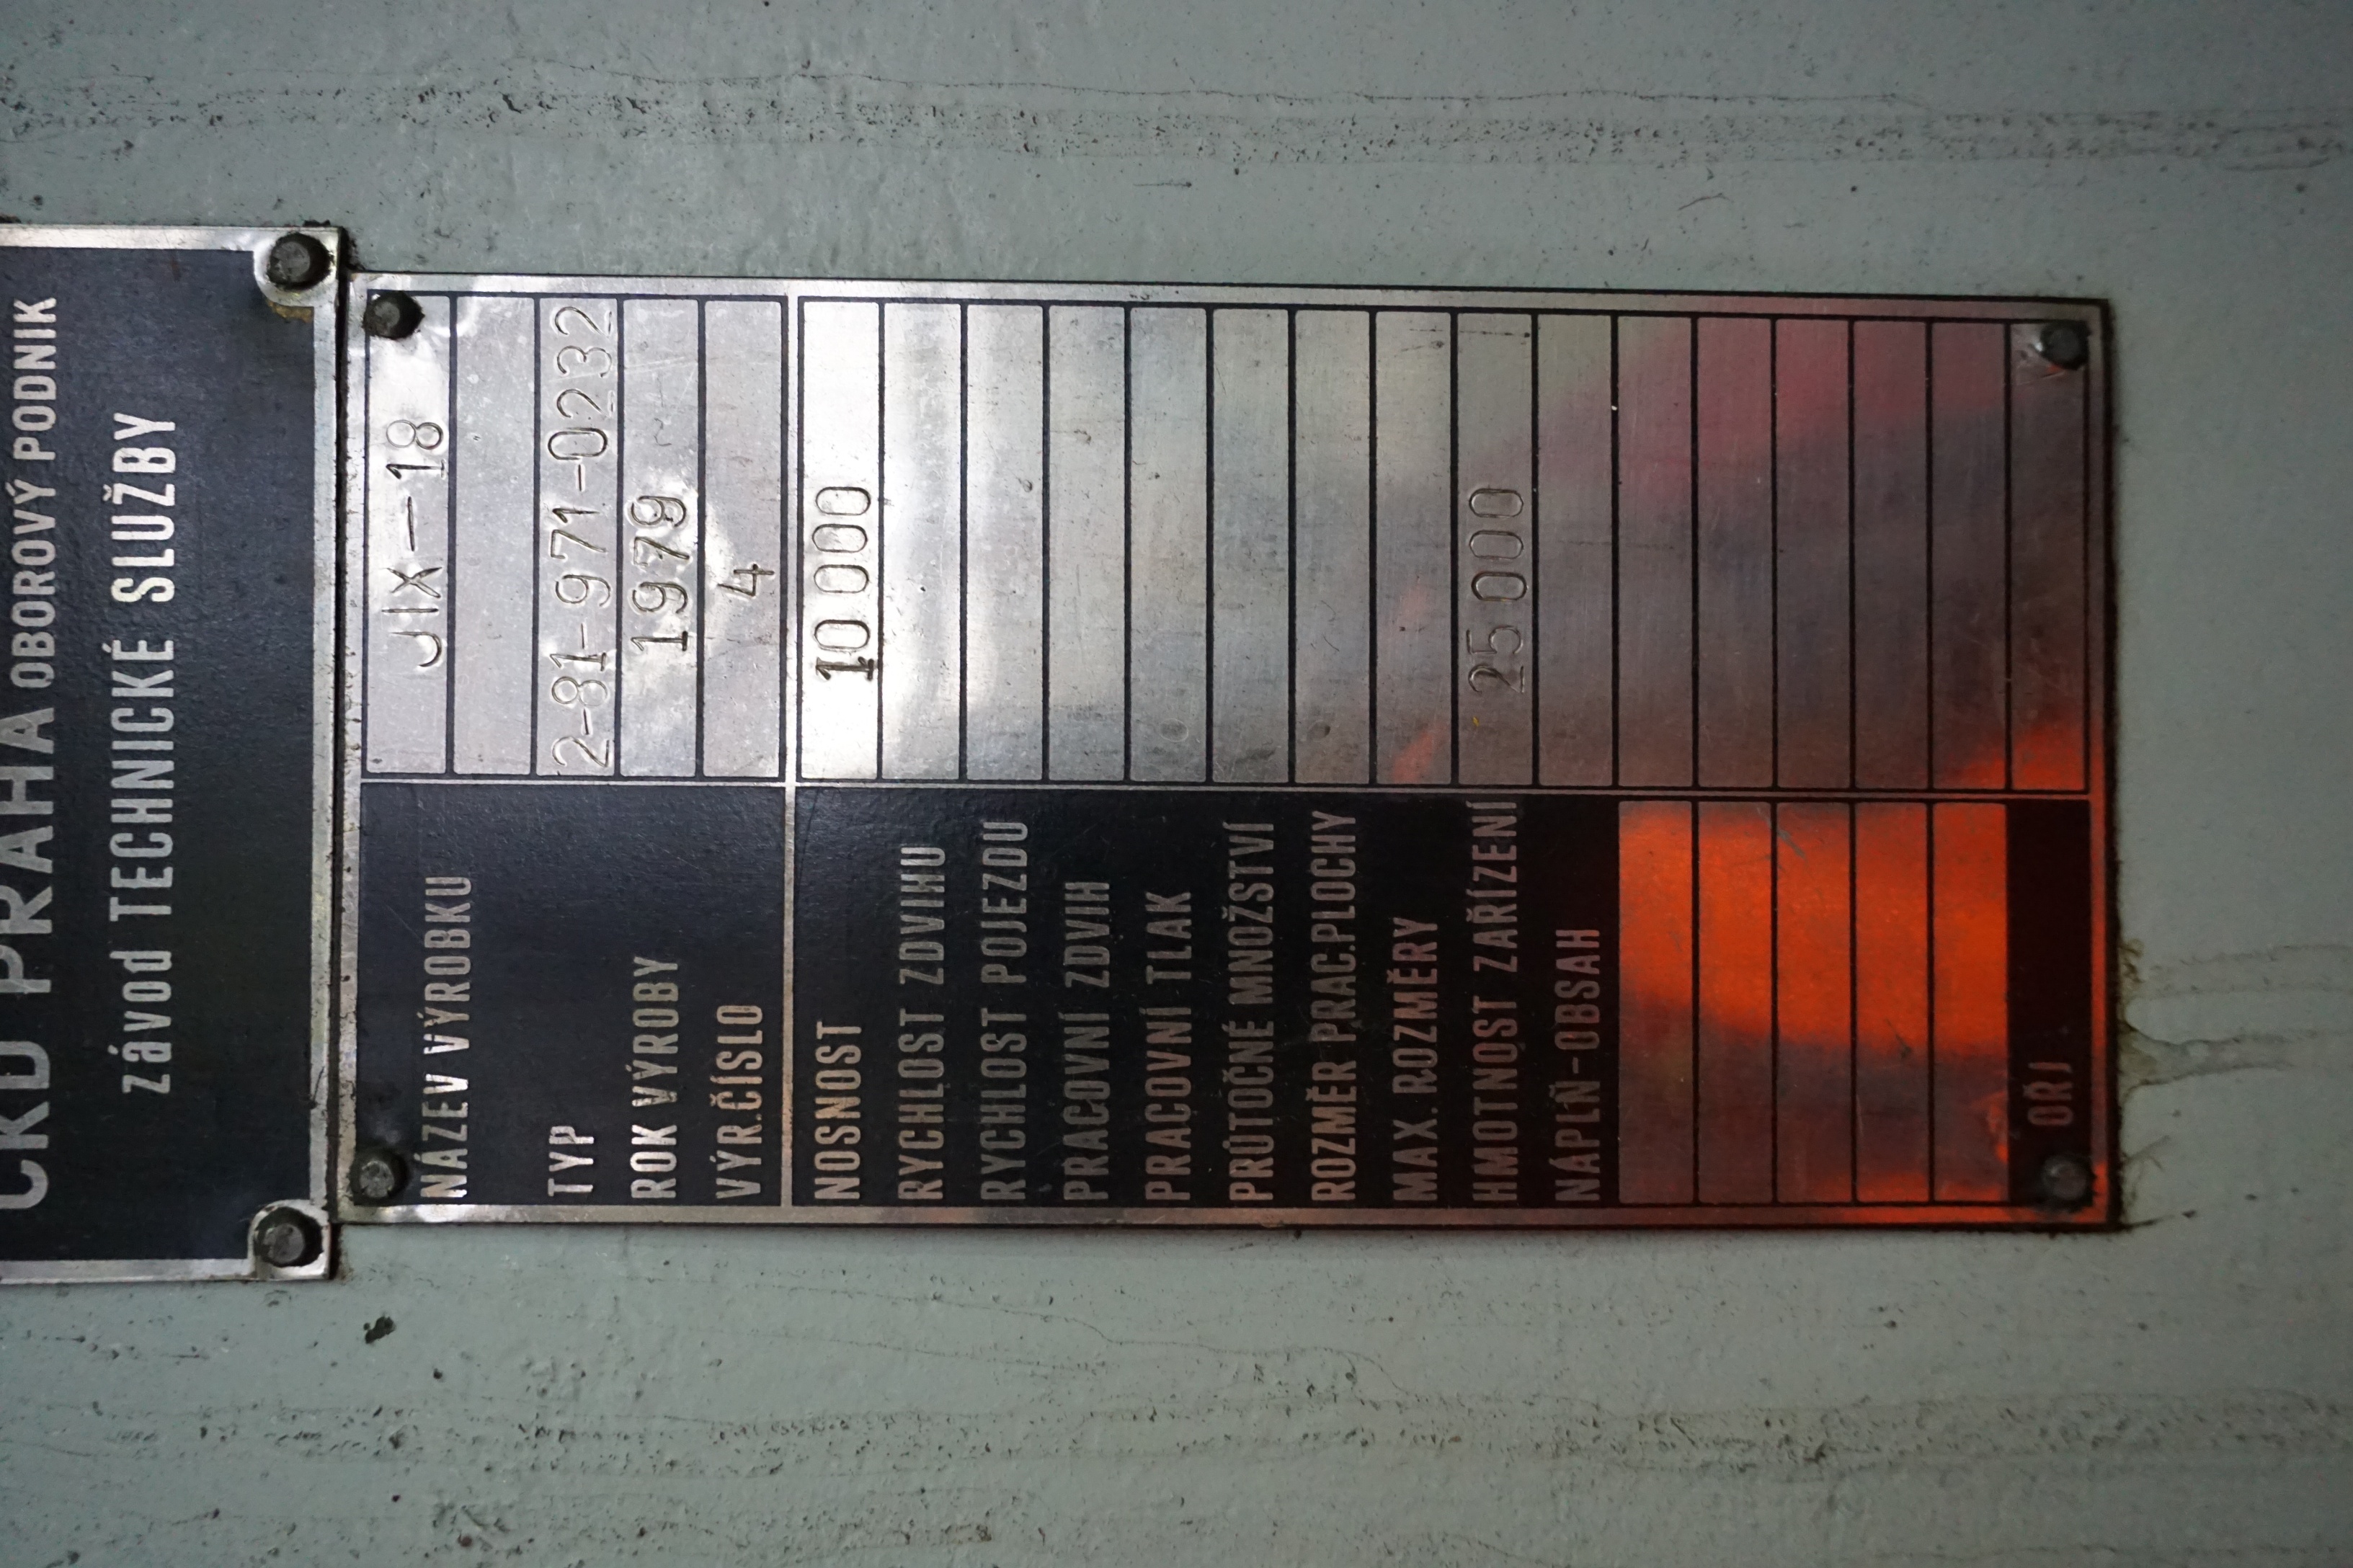 ČKD PRAHA OBOROVÝ PODNIK
závod TECHNICKÉ SLUŽBY
NÁZEV VÝROBKU JIX-18
TYP 2-81-971-0232
ROK VÝROBY 1979
VÝR.ČÍSLO 4
NOSNOST 10 000
RYCHLOST ZDVIHU
RYCHLOST POJEZDU
PRACOVNÍ ZDVIH
PRACOVNI TLAK
PRŮTOČNÉ MNOŽSTVÍ
ROZMĚR PRAC.PLOCHY
MAX. ROZMĚRY
HMOTNOST ZAŘÍZENÍ 25 000
NÁPLŇ-OBSAH
OŘJ